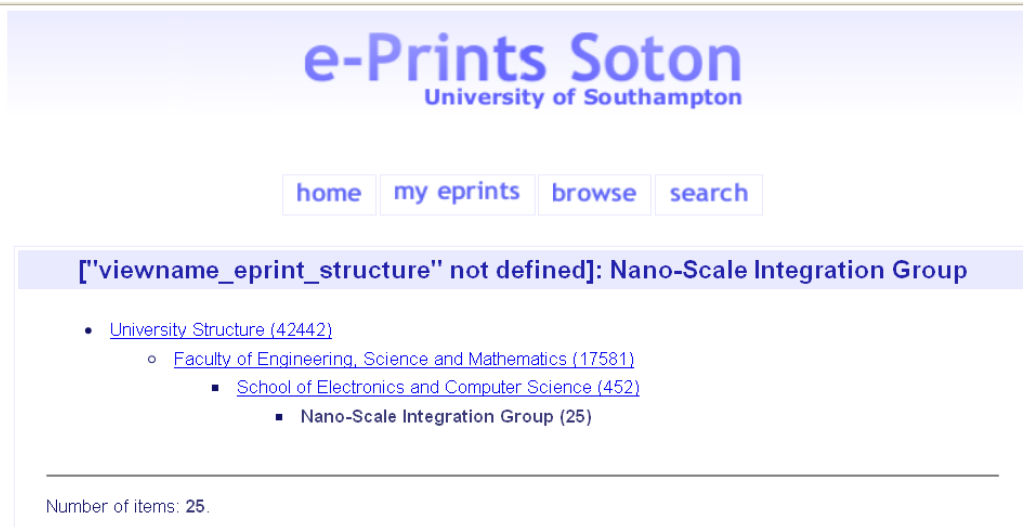 e-Prints Soton
University of Southampton
home my eprints browse search
["viewname_eprint_structure" not defined]: Nano-Scale Integration Group
University Structure (42442)
Faculty of Engineering, Science and Mathematics (17581)
School of Electronics and Computer Science (452)
Nano-Scale Integration Group (25)
Number of items: 25.